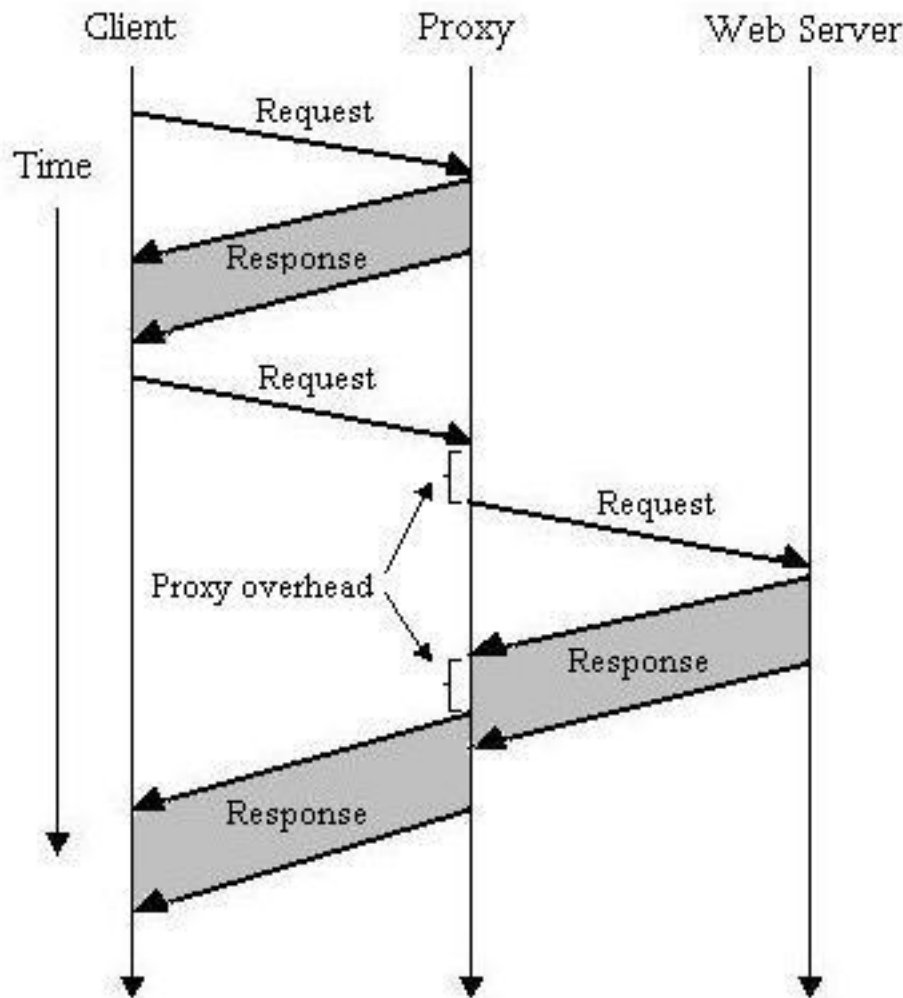 Client
Proxy
Web Server
Request
Time
Response
Request
Request
Proxy overhead
Response
Response